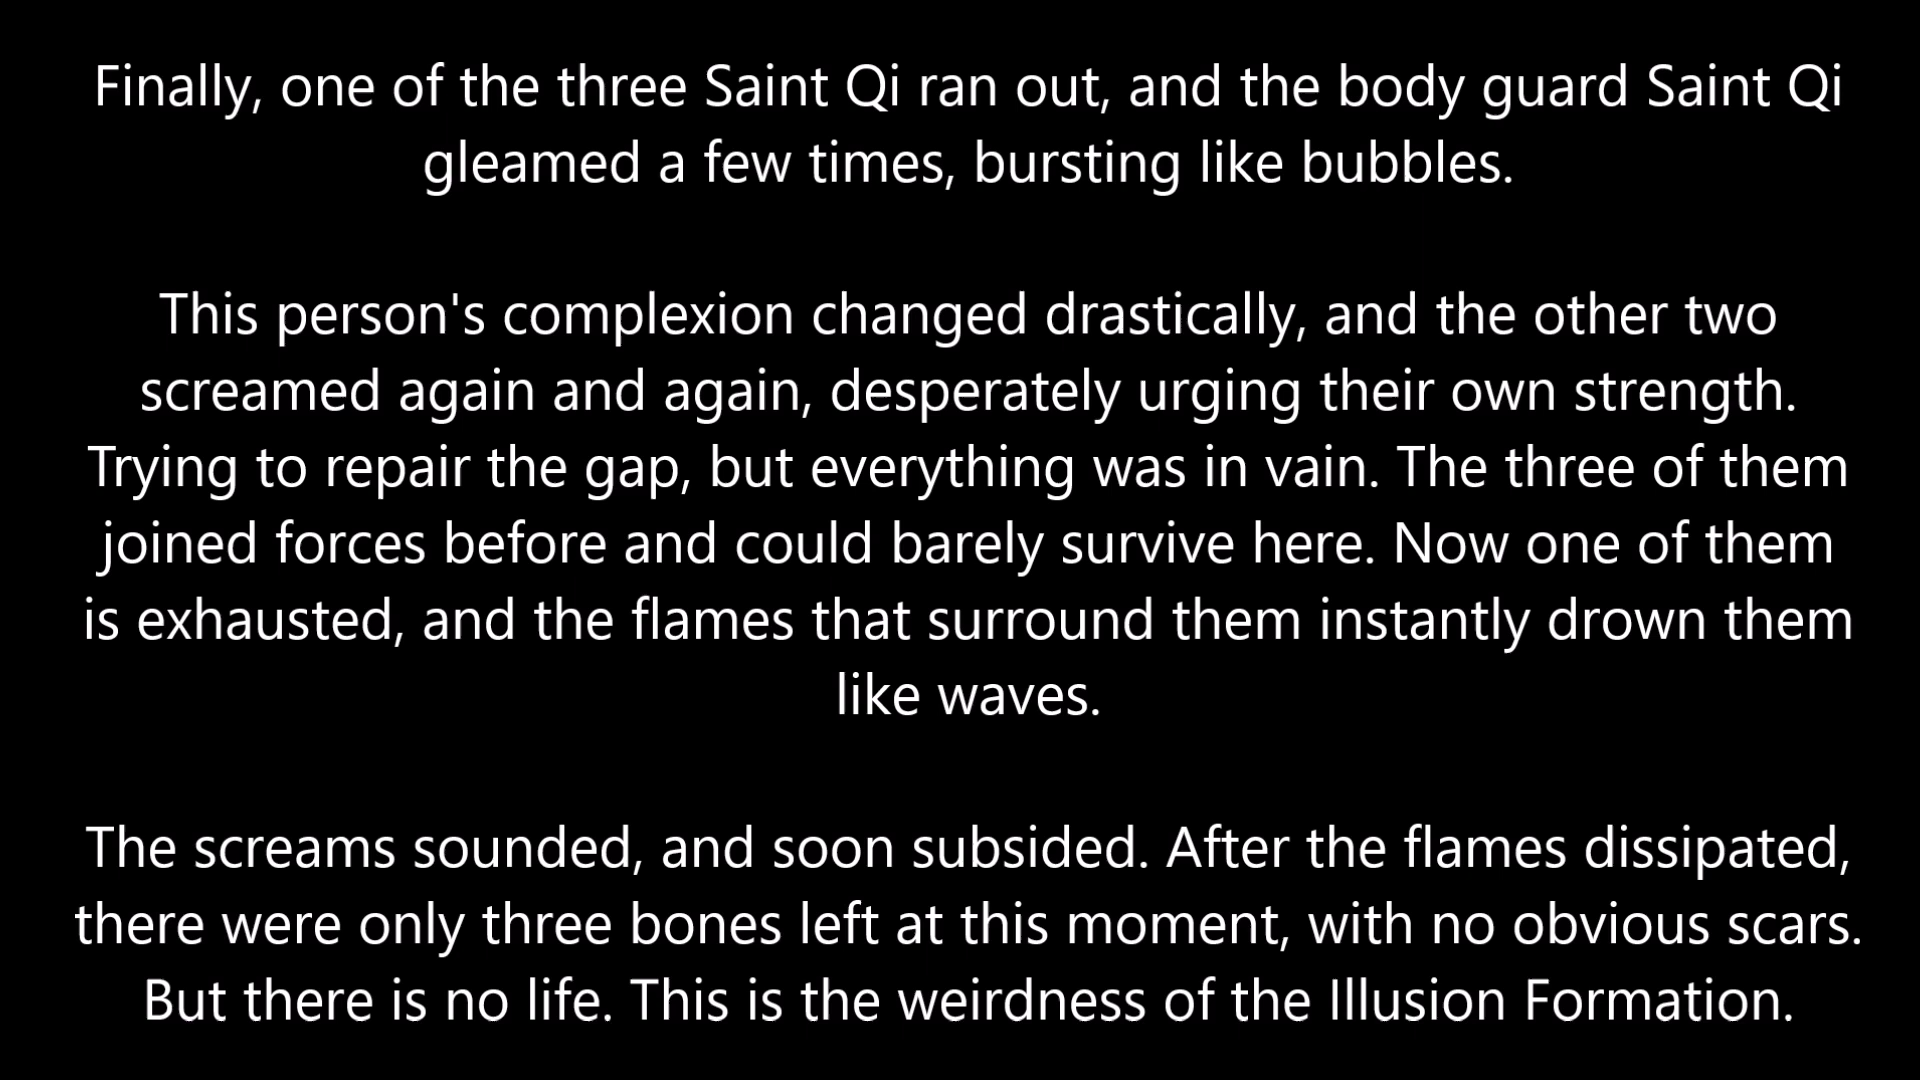 Finally, one of the three Saint Qi ran out, and the body guard Saint Qi
gleamed a few times, bursting like bubbles.
This person's complexion changed drastically, and the other two
screamed again and again, desperately urging their own strength.
Trying to repair the gap, but everything was in vain. The three of them
joined forces before and could barely survive here. Now one of them
is exhausted, and the flames that surround them instantly drown them
like waves.
The screams sounded, and soon subsided. After the flames dissipated,
there were only three bones left at this moment, with no obvious scars.
But there is no life. This is the weirdness of the Illusion Formation.